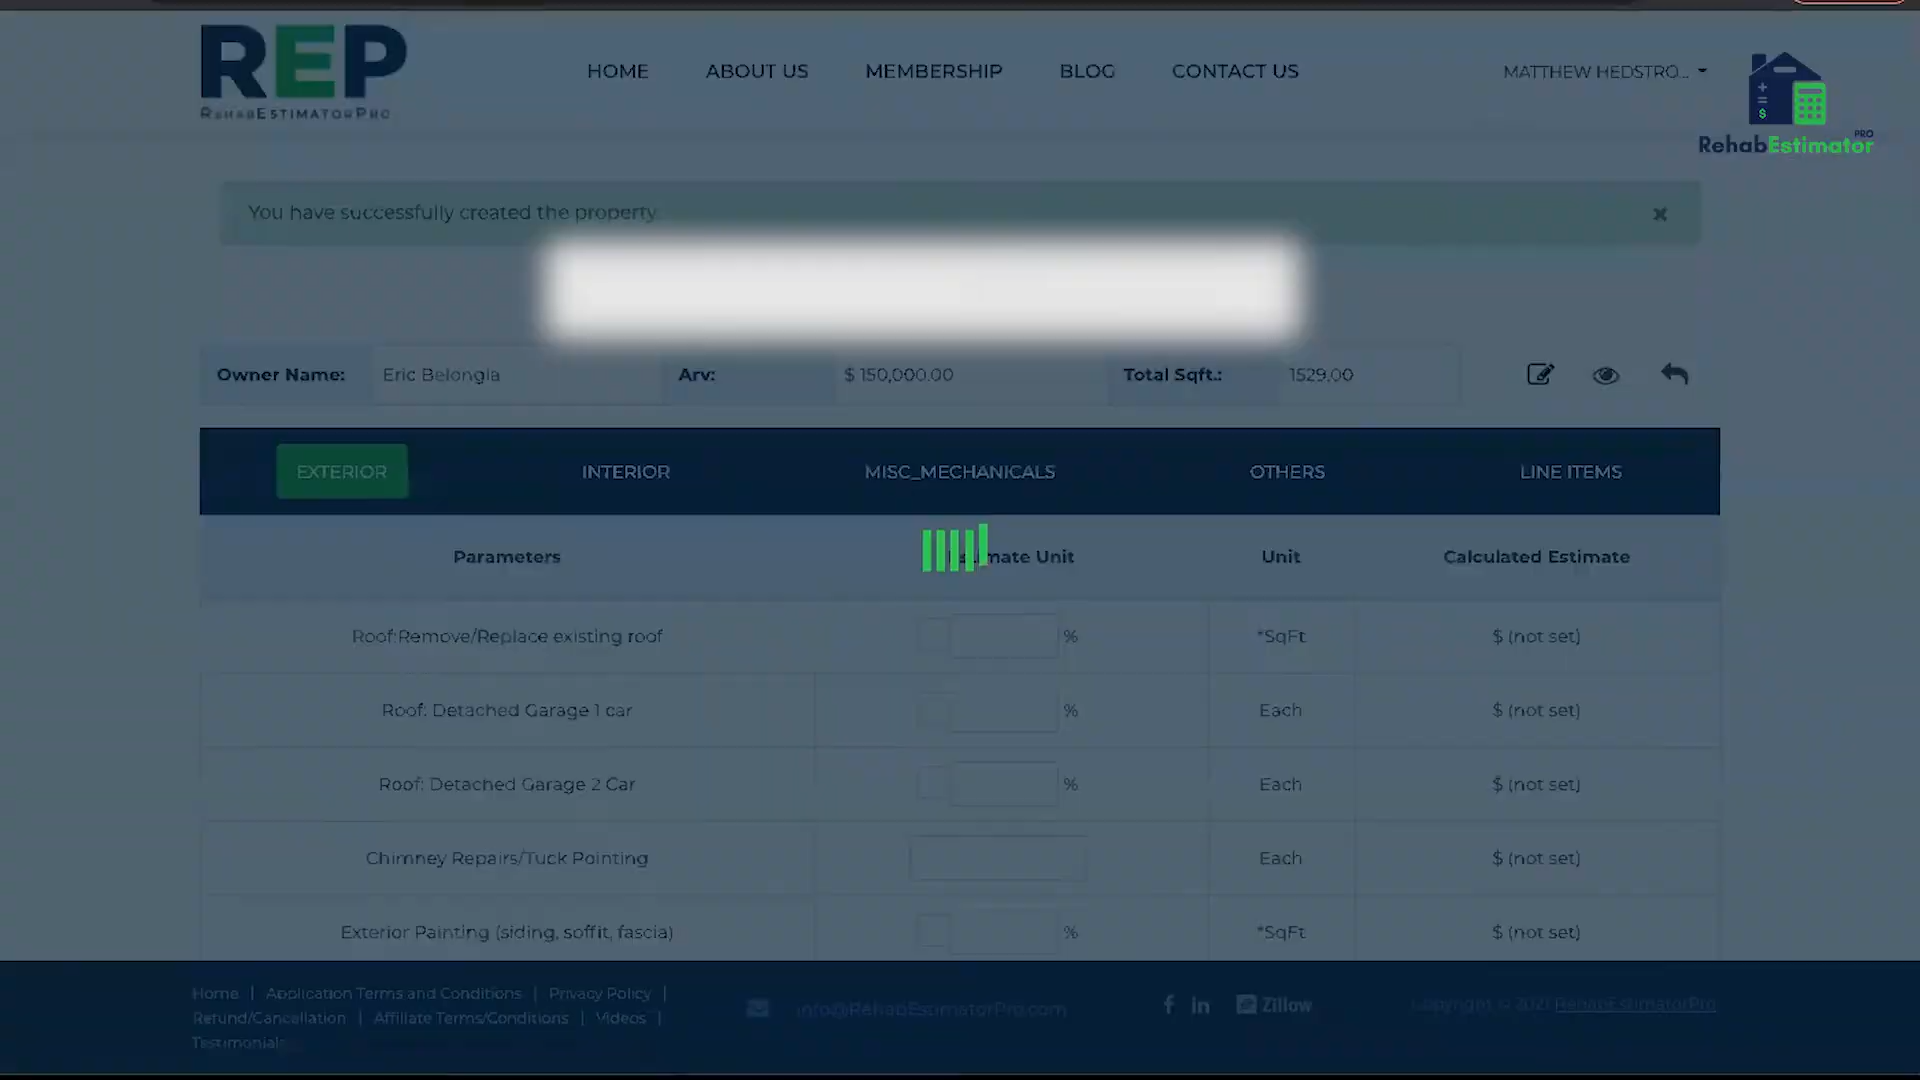 REP
REHABESTIMATORPRO
HOME
ABOUT US
MEMBERSHIP
BLOG
CONTACT US
MATTHEW HEDSTRO...
RehabEstimator PRO
You have successfully created the property.
Owner Name:
Eric Belongia
Arv:
$ 150,000.00
Total Sqft.:
1529.00
EXTERIOR
INTERIOR
MISC_MECHANICALS
OTHERS
LINE ITEMS
Parameters
Estimate Unit
Unit
Calculated Estimate
Roof:Remove/Replace existing roof
%
*SqFt
$ (not set)
Roof: Detached Garage 1 car
%
Each
$ (not set)
Roof: Detached Garage 2 Car
%
Each
$ (not set)
Chimney Repairs/Tuck Pointing
Each
$ (not set)
Exterior Painting (siding, soffit, fascia)
%
*SqFt
$ (not set)
Home | Application Terms and Conditions | Privacy Policy |
Refund/Cancellation | Affiliate Terms/Conditions | Videos |
Testimonials
info@RehabEstimatorPro.com
Zillow
Copyright © 2021 RehabEstimatorPro